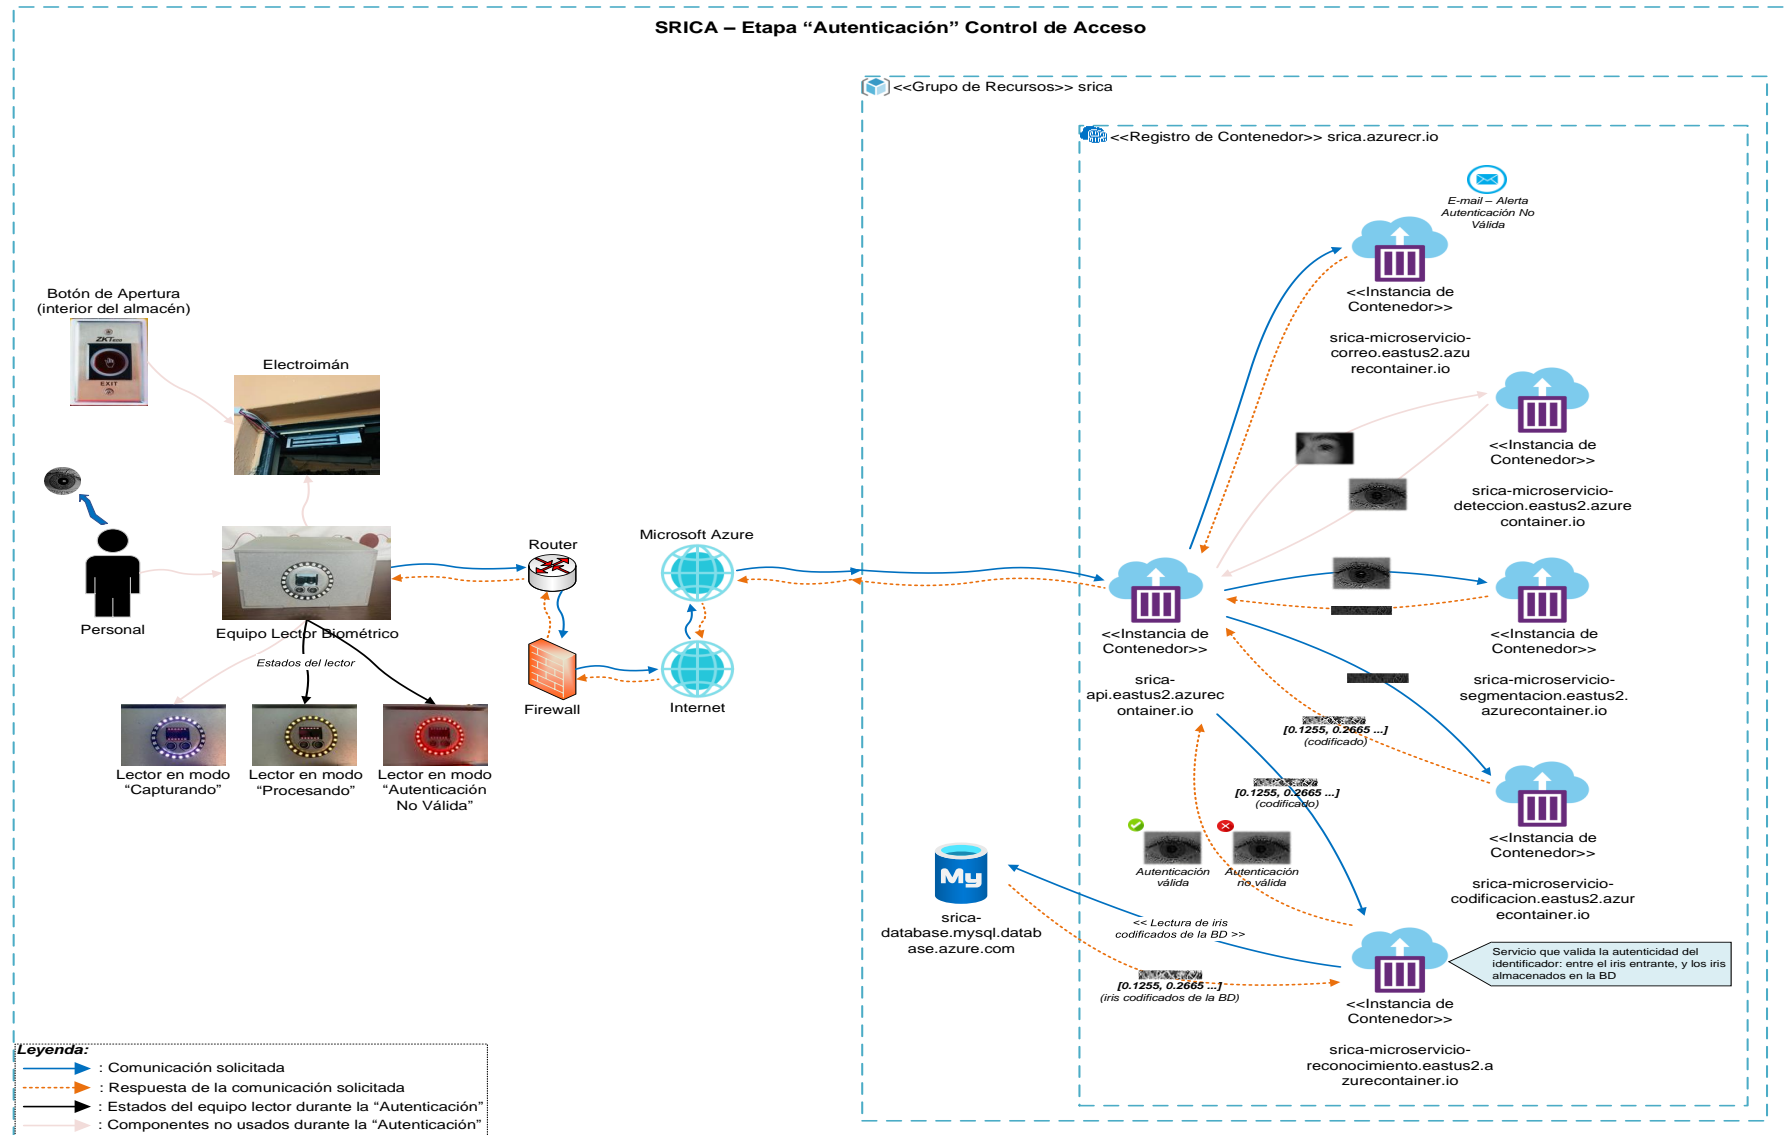 SRICA – Etapa “Autenticación” Control de Acceso
<<Grupo de Recursos>> srica
<<Registro de Contenedor>> srica.azurecr.io
E-mail – Alerta
Autenticación No
Válida
<<Instancia de
Contenedor>>
srica-microservicio-
correo.eastus2.azu
recontainer.io
Botón de Apertura
(interior del almacén)
ZKTeco
EXIT
Electroimán
<<Instancia de
Contenedor>>
srica-microservicio-
deteccion.eastus2.azure
container.io
Personal
Equipo Lector Biométrico
Router
Firewall
Microsoft Azure
Internet
<<Instancia de
Contenedor>>
srica-
api.eastus2.azurec
ontainer.io
<<Instancia de
Contenedor>>
srica-microservicio-
segmentacion.eastus2.
azurecontainer.io
Estados del lector
Lector en modo
“Capturando”
Lector en modo
“Procesando”
Lector en modo
“Autenticación
No Válida”
[0.1255, 0.2665 ...]
(codificado)
[0.1255, 0.2665 ...]
(codificado)
<<Instancia de
Contenedor>>
srica-microservicio-
codificacion.eastus2.azur
econtainer.io
Autenticación
válida
Autenticación
no válida
My
srica-
database.mysql.datab
ase.azure.com
<< Lectura de iris
codificados de la BD >>
[0.1255, 0.2665 ...]
(iris codificados de la BD)
Servicio que valida la autenticidad del
identificador: entre el iris entrante, y los iris
almacenados en la BD
<<Instancia de
Contenedor>>
srica-microservicio-
reconocimiento.eastus2.a
zurecontainer.io
Leyenda:
: Comunicación solicitada
: Respuesta de la comunicación solicitada
: Estados del equipo lector durante la “Autenticación”
: Componentes no usados durante la “Autenticación”